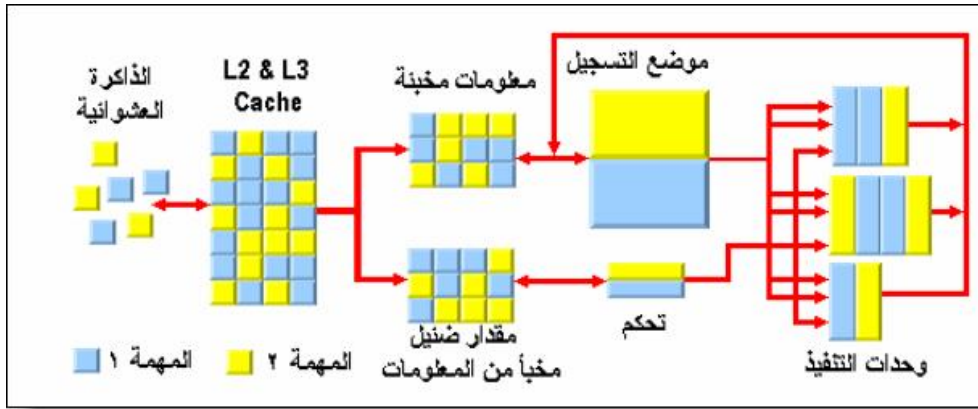 الذاكرة
العشوائية
L2 & L3
Cache
معلومات مخبئة
موضع التسجيل
مقدار ضئيل
مخبأ من المعلومات
تحكم
وحدات التنفيذ
المهمة ١
المهمة ٢